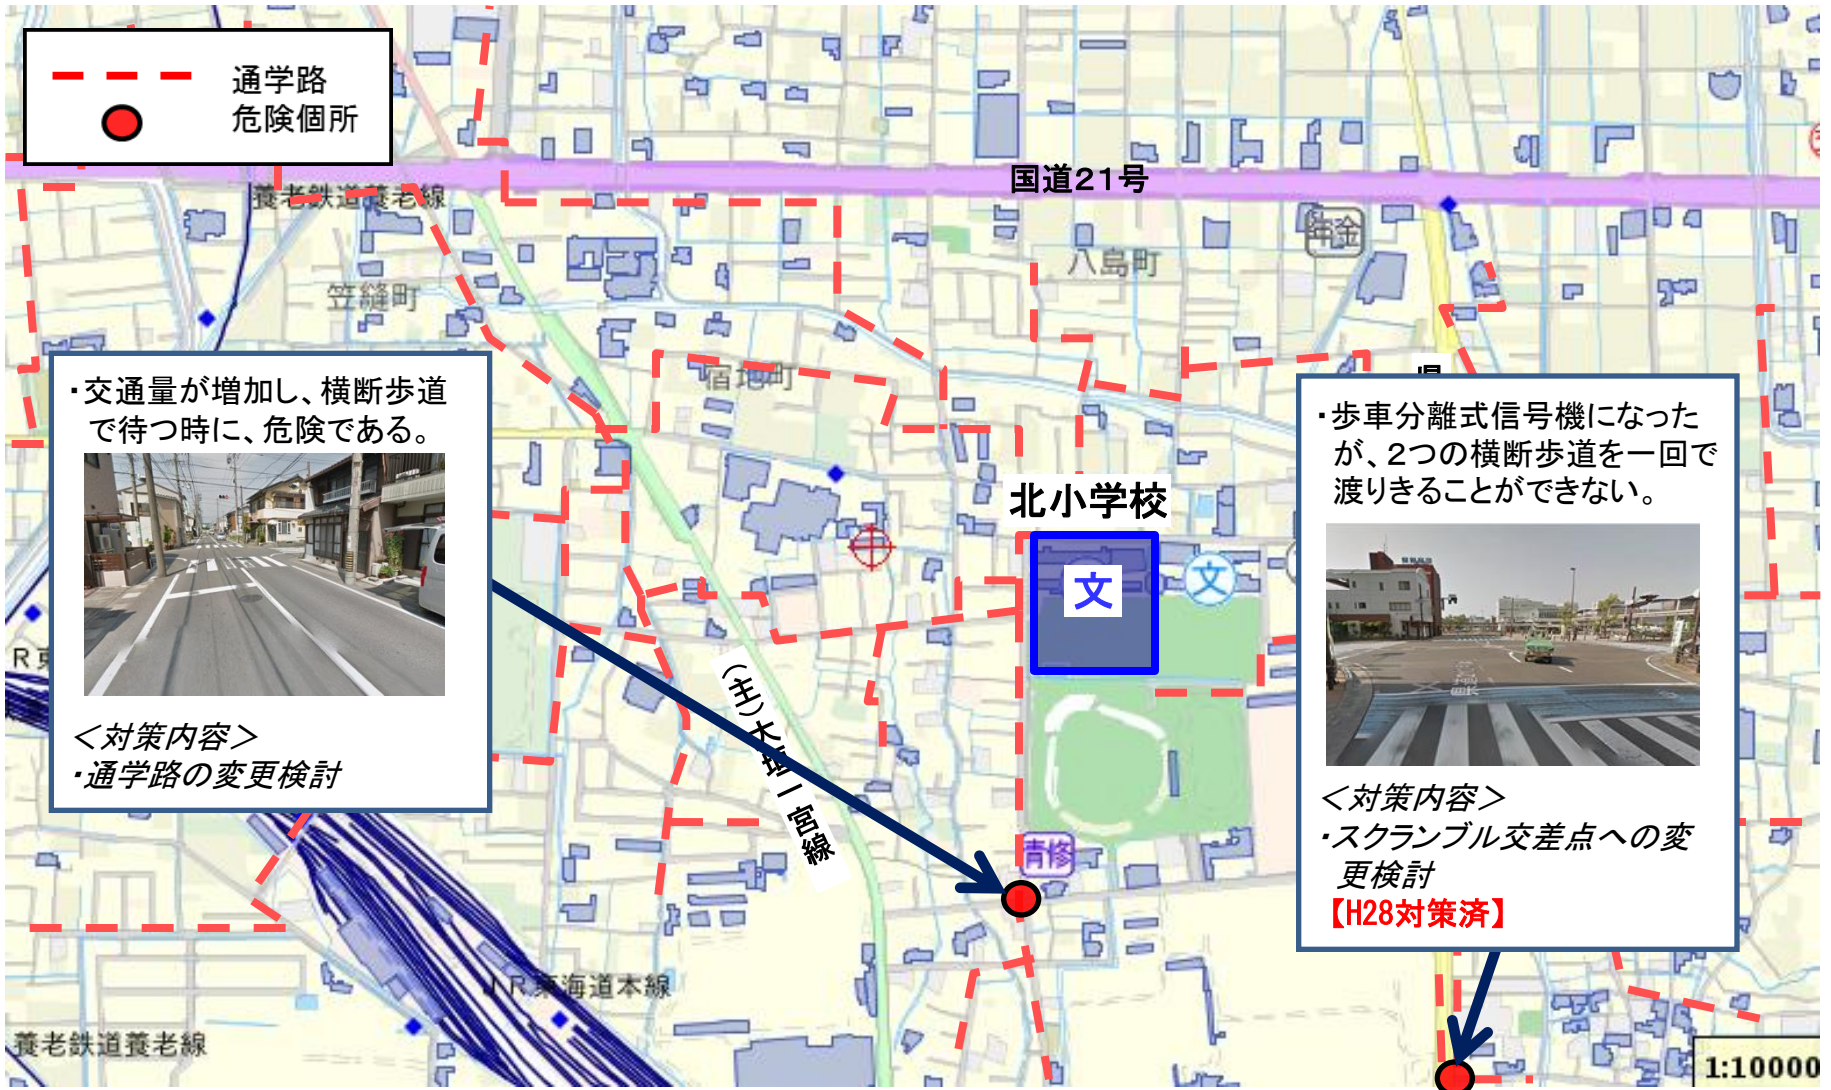 通学路
危険個所
国道21号
養老鉄道養老線
八島町
笠縫町
宿地町
・交通量が増加し、横断歩道
で待つ時に、危険である。
<対策内容>
・通学路の変更検討
北小学校
文
文
・歩車分離式信号機になった
が、2つの横断歩道を一回で
渡りきることができない。
<対策内容>
・スクランブル交差点への変
更検討
【H28対策済】
(主)大垣一宮線
青修
JR東海道本線
養老鉄道養老線
1:10000